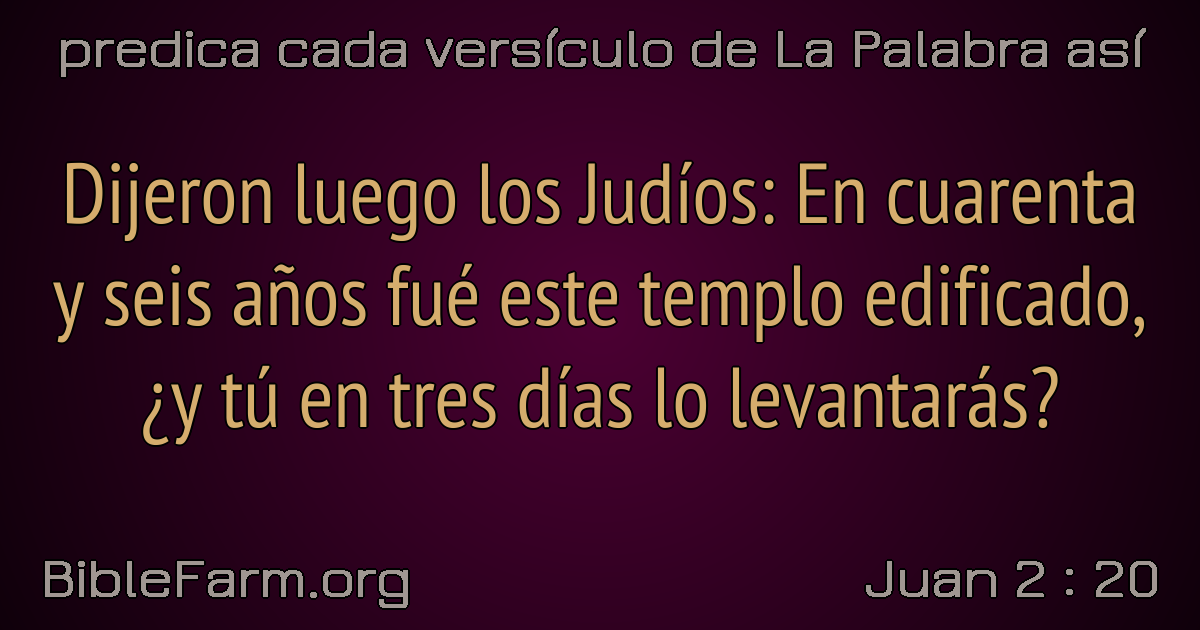 predica cada versículo de La Palabra así
Dijeron luego los Judíos: En cuarenta
y seis años fué este templo edificado,
¿y tú en tres días lo levantarás?
BibleFarm.org
Juan 2 : 20